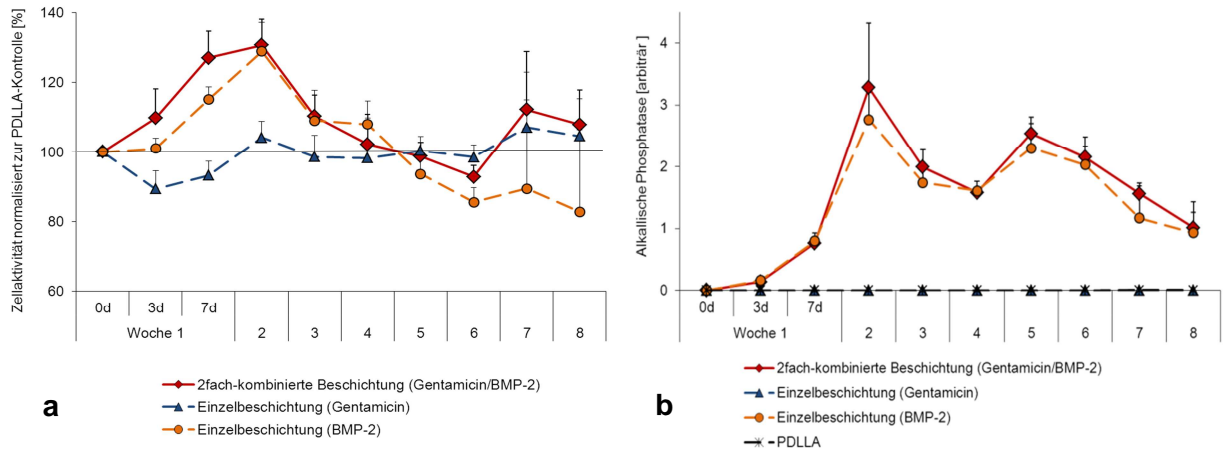 Zellaktivität normalisiert zur PDLLA-Kontrolle [%]
140
120
100
80
60
0d 3d 7d 2 3 4 5 6 7 8
Woche 1
2fach-kombinierte Beschichtung (Gentamicin/BMP-2)
Einzelbeschichtung (Gentamicin)
Einzelbeschichtung (BMP-2)
a
Alkallische Phosphatase [arbiträr ]
4
3
2
1
0
0d 3d 7d 2 3 4 5 6 7 8
Woche 1
2fach-kombinierte Beschichtung (Gentamicin/BMP-2)
Einzelbeschichtung (Gentamicin)
Einzelbeschichtung (BMP-2)
PDLLA
b